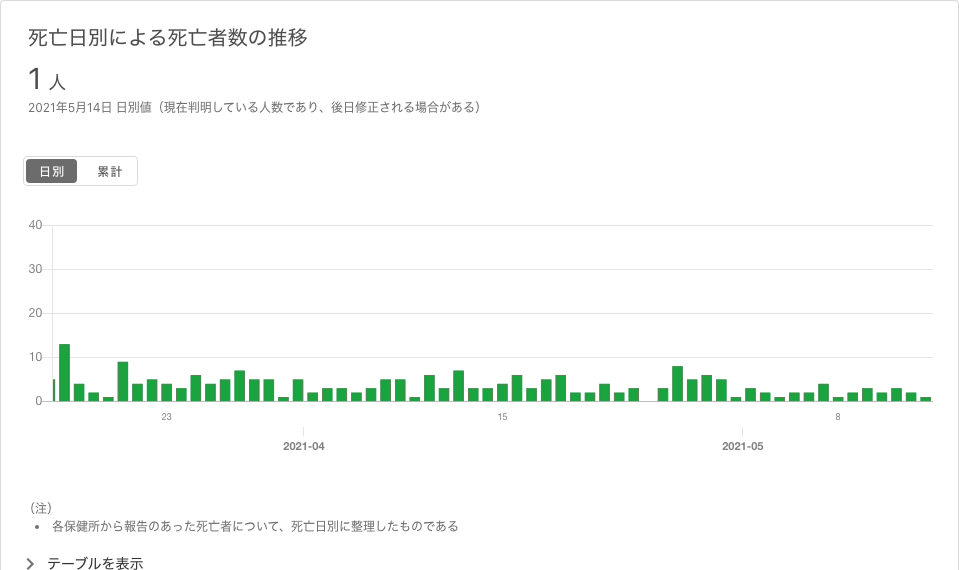 死亡日別による死亡者数の推移
1 人
2021年5月14日 日別値（現在判明している人数であり、後日修正される場合がある）
日別 累計
40
30
20
10
0
23 15 8
2021-04 2021-05
（注）
• 各保健所から報告のあった死亡者について、死亡日別に整理したものである
テーブルを表示